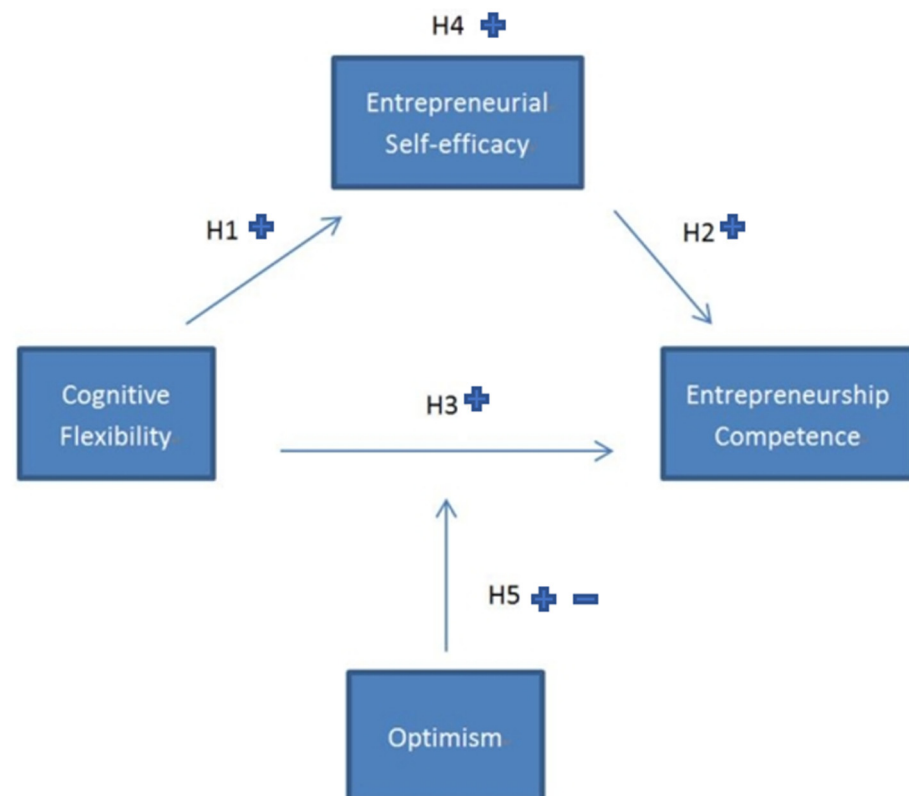 H4
Entrepreneurial
Self-efficacy
H1
H2
Cognitive
Flexibility
H3
Entrepreneurship
Competence
H5
Optimism